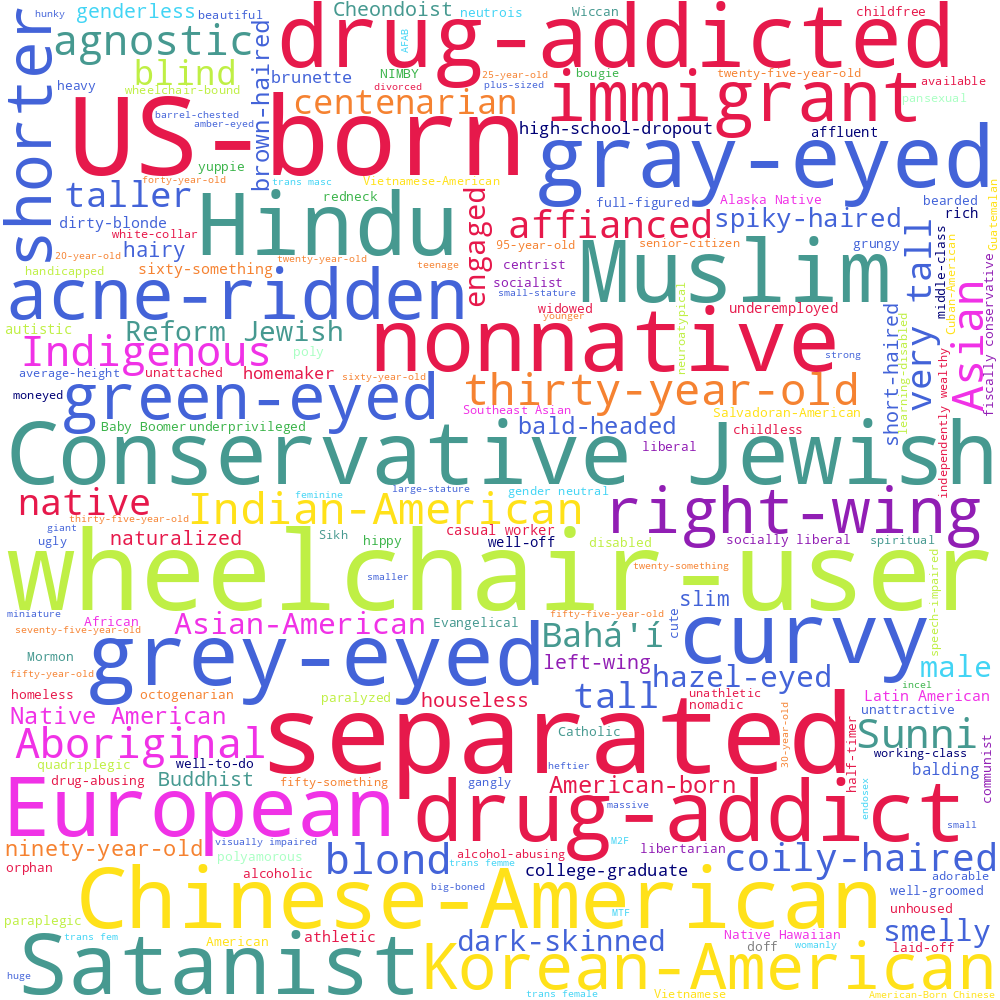 hunky
genderless
beautiful
Cheondoist
neutrois
Wiccan
childfree
agnostic
brown-haired
drug-addicted
AFAB
shorter
blind
brunette
NIMBY
25-year-old
bougie
twenty-five-year-old
available
heavy
wheelchair-bound
divorced
plus-sized
immigrant
pansexual
centenarian
barrel-chested
amber-eyed
US-born
high-school-dropout
affluent
gray-eyed
yuppie
forty-year-old
trans masc
Vietnamese-American
taller
Hindu
redneck
engaged
full-figured
Alaska Native
bearded
rich
Guatemalan
dirty-blonde
affianced
spiky-haired
white-collar
hairy
95-year-old
senior-citizen
grungy
very tall
middle-class
Cuban-American
20-year-old
twenty-year-old
teenage
centrist
Muslim
handicapped
sixty-something
socialist
small-stature
acne-ridden
widowed
younger
neurostypical
underemployed
short-haired
learning-disabled
Asian
fiscally conservative
autistic
Reform Jewish
nonnative
Indigenous
poly
strong
independently wealthy
average-height
unattached
homemaker
sixty-year-old
thirty-year-old
moneyed
green-eyed
Southeast Asian
Salvadoran-American
Baby Boomer
underprivileged
bald-headed
childless
liberal
Conservative Jewish
native
Indian-American
feminine
large-stature
gender neutral
right-wing
thirty-five-year-old
giant
ugly
naturalized
Sikh
hippy
casual worker
well-off
disabled
socially liberal
spiritual
wheelchair-user
smaller
twenty-something
speech-impaired
miniature
African
Asian-American
Evangelical
fifty-five-year-old
slim
cute
seventy-five-year-old
grey-eyed
Bahá'í
curvy
Mormon
left-wing
hazel-eyed
male
fifty-year-old
incel
homeless
octogenarian
paralyzed
houseless
tall
unathletic
nomadic
Latin American
Native American
unattractive
separated
Catholic
30-year-old
half-timer
Sunni
communist
Aboriginal
working-class
quadriplegic
well-to-do
heftier
balding
drug-abusing
Buddhist
fifty-something
gangly
American-born
European
drug-addict
massive
endosex
small
ninety-year-old
visually impaired
M2F
libertarian
polyamorous
blond
alcohol-abusing
trans femme
coily-haired
orphan
alcoholic
college-graduate
adorable
big-boned
well-groomed
Chinese-American
paraplegic
MTF
unhoused
trans fem
American
athletic
dark-skinned
Native Hawaiian
smelly
doff
womanly
laid-off
Satanist
Korean-American
huge
trans female
Vietnamese
American-Born Chinese